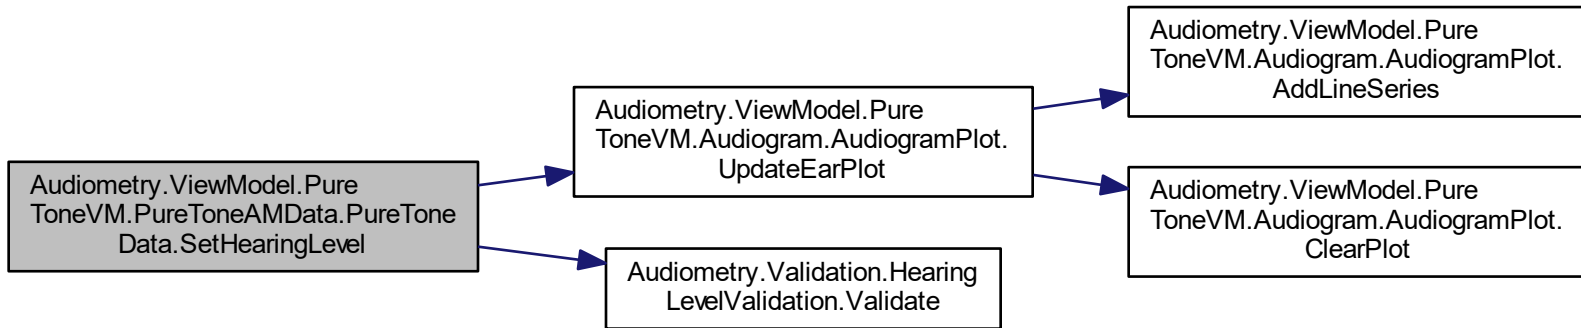 Audiometry.ViewModel.Pure
ToneVM.PureToneAMData.PureTone
Data.SetHearingLevel
Audiometry.ViewModel.Pure
ToneVM.Audiogram.AudiogramPlot.
UpdateEarPlot
Audiometry.ViewModel.Pure
ToneVM.Audiogram.AudiogramPlot.
AddLineSeries
Audiometry.ViewModel.Pure
ToneVM.Audiogram.AudiogramPlot.
ClearPlot
Audiometry.Validation.Hearing
LevelValidation.Validate